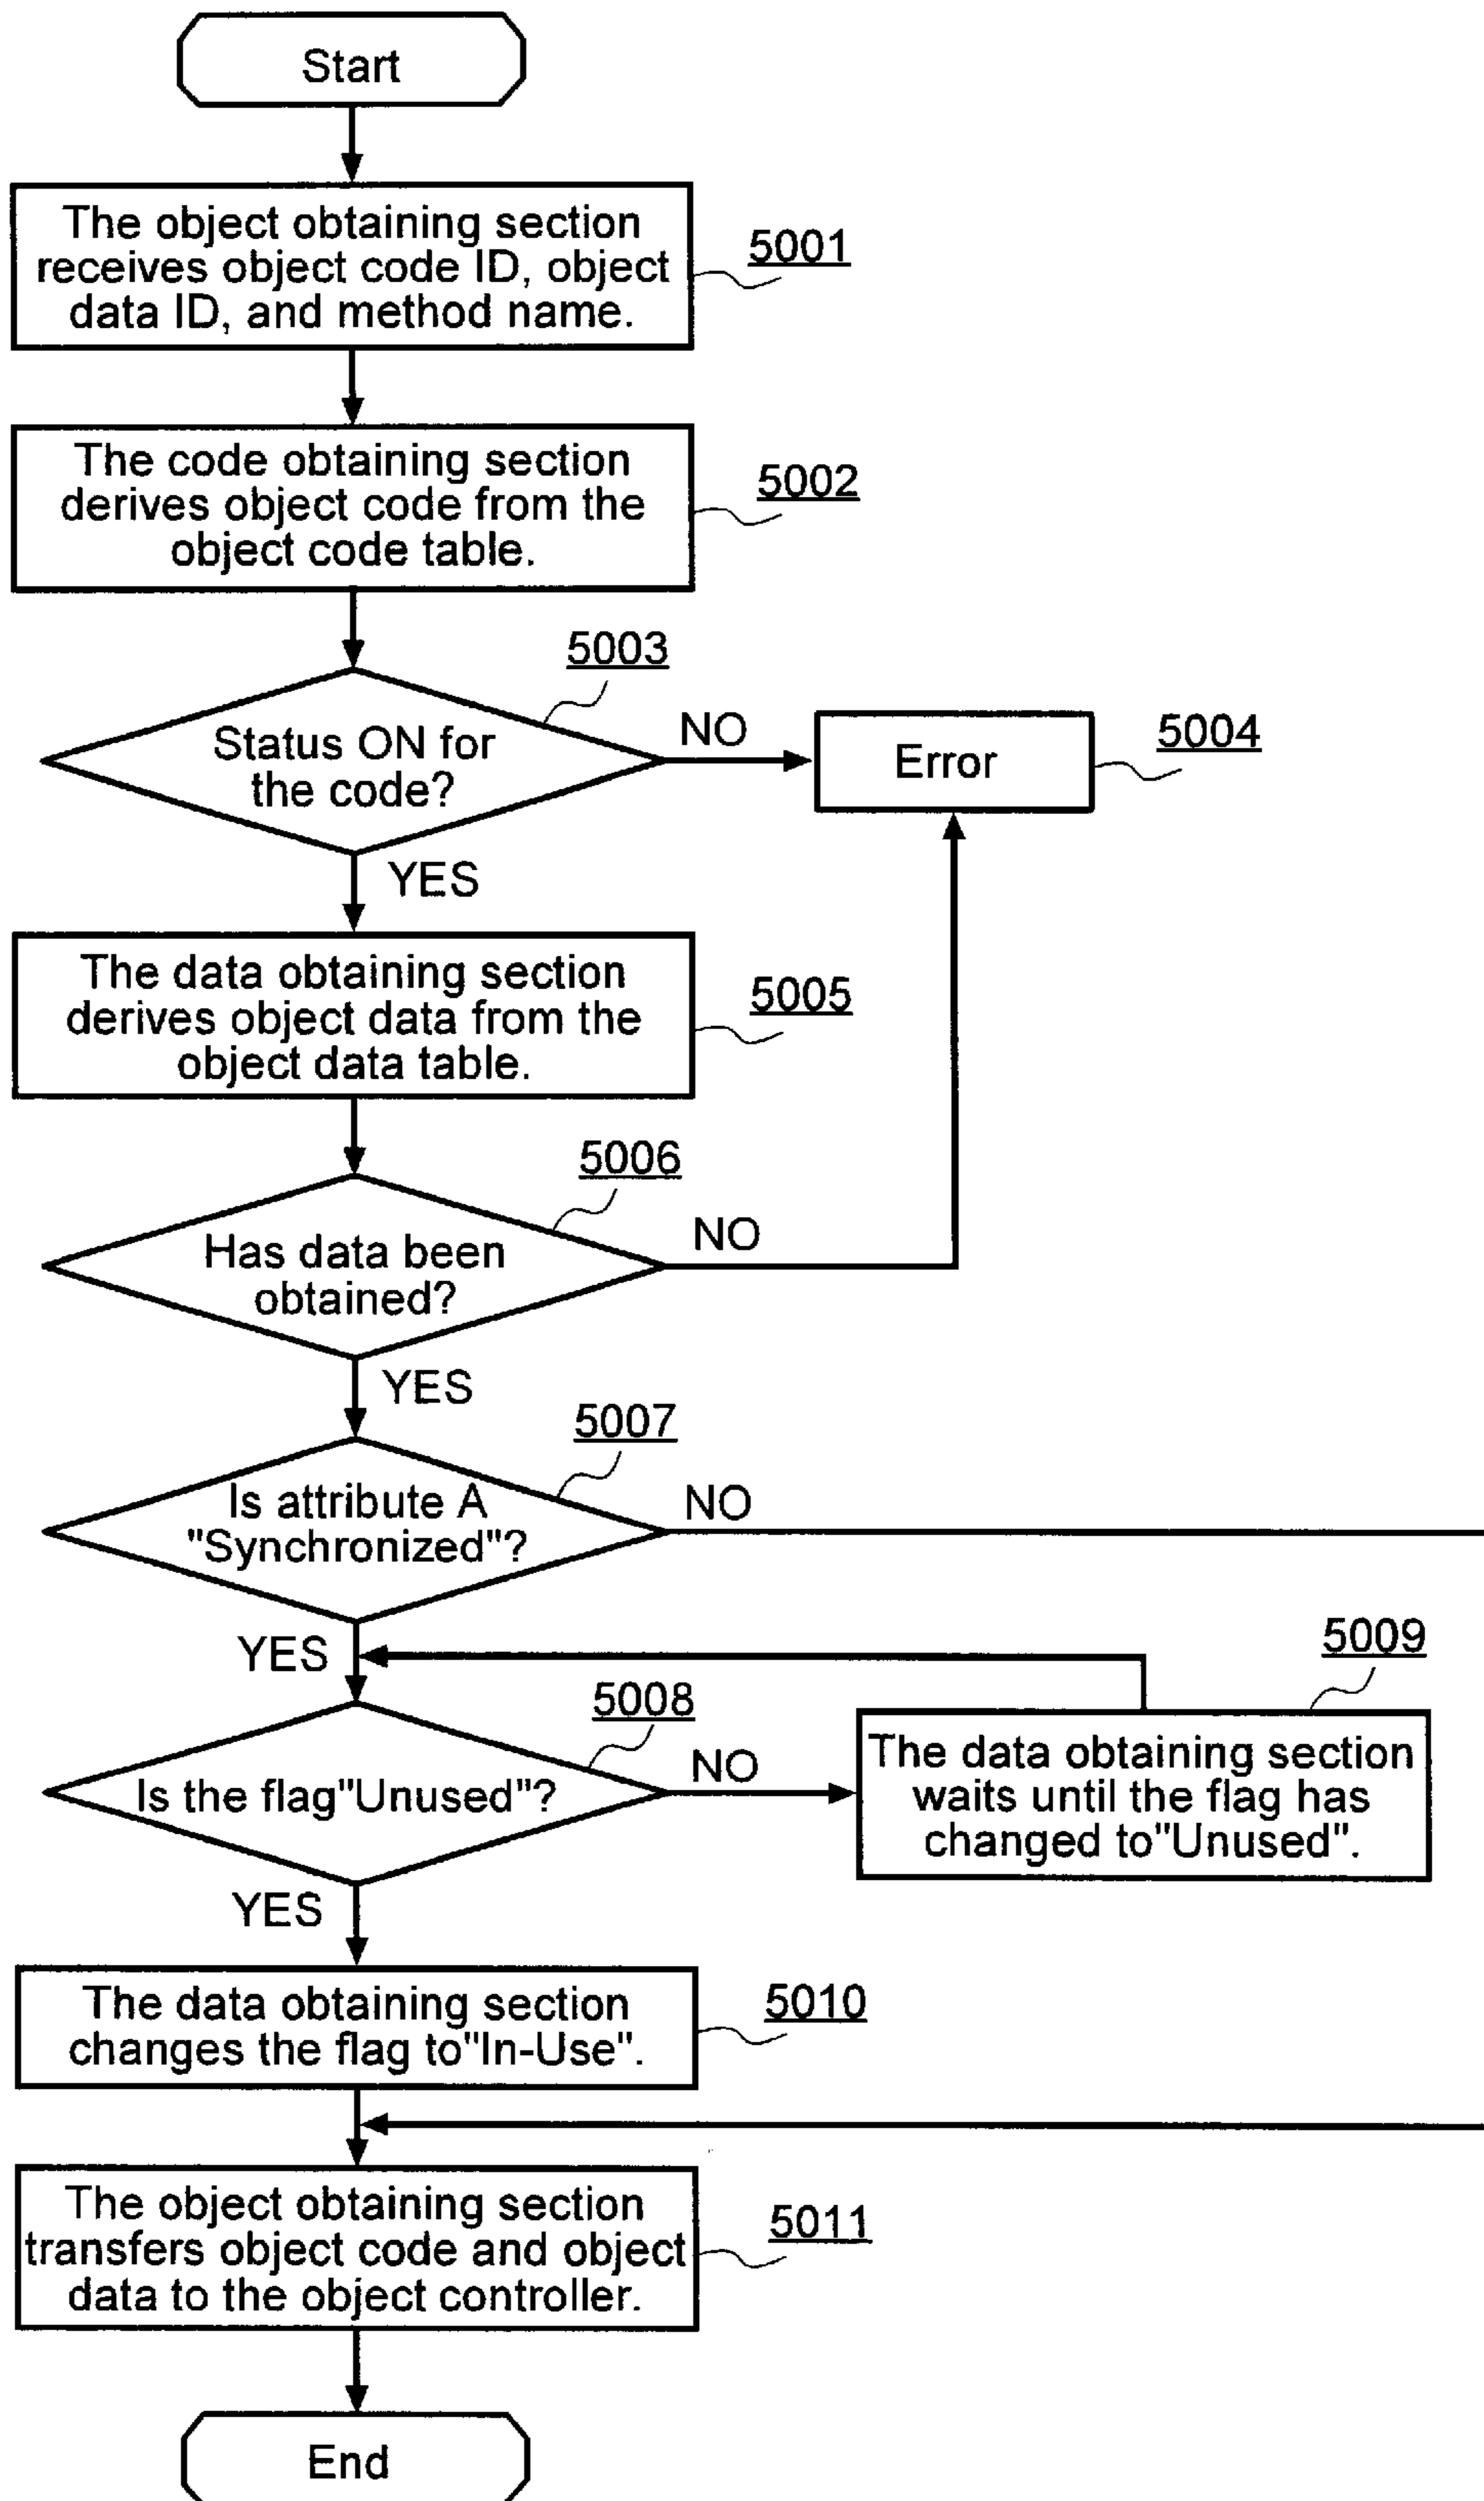 Start
The object obtaining section
receives object code ID, object
data ID, and method name.
5001
The code obtaining section
derives object code from the
object code table.
5002
5003
Status ON for
the code?
NO
Error
5004
YES
The data obtaining section
derives object data from the
object data table.
5005
5006
Has data been
obtained?
NO
YES
5007
Is attribute A
"Synchronized"?
NO
YES
5008
Is the flag"Unused"?
NO
5009
The data obtaining section
waits until the flag has
changed to"Unused".
YES
The data obtaining section
changes the flag to"In-Use".
5010
The object obtaining section
transfers object code and object
data to the object controller.
5011
End